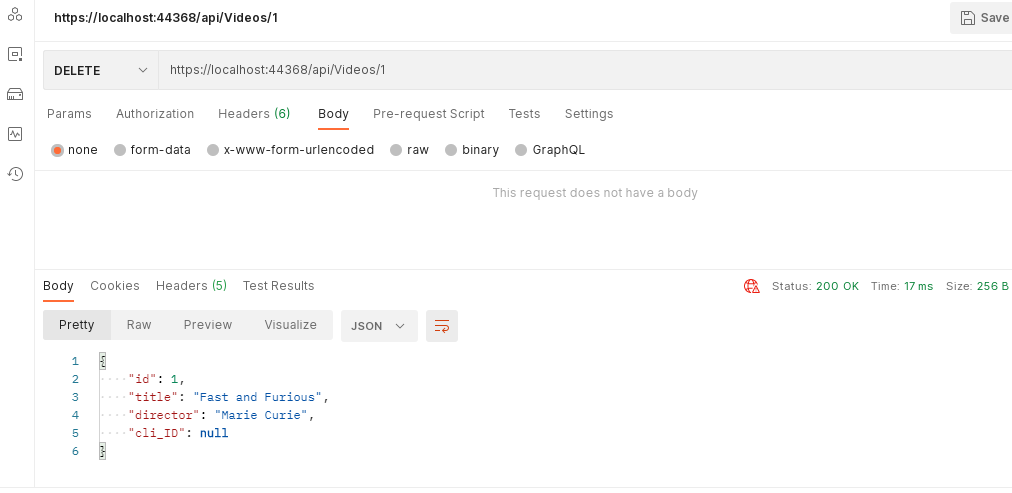 https://localhost:44368/api/Videos/1
Save
DELETE https://localhost:44368/api/Videos/1
Params Authorization Headers (6) Body Pre-request Script Tests Settings
none form-data x-www-form-urlencoded raw binary GraphQL
This request does not have a body
Body Cookies Headers (5) Test Results Status: 200 OK Time: 17 ms Size: 256 B
Pretty Raw Preview Visualize JSON
1 {
2 "id": 1,
3 "title": "Fast and Furious",
4 "director": "Marie Curie",
5 "cli_ID": null
6 }